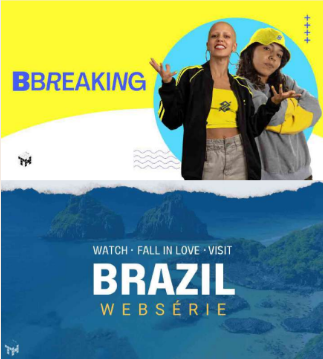 BBREAKING
WATCH · FALL IN LOVE · VISIT
BRAZIL
WEBSÉRIE